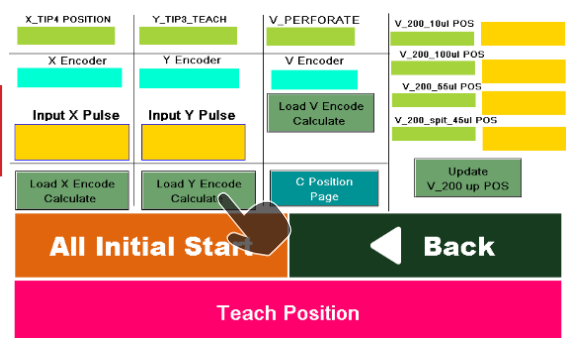 X_TIP4 POSITION
Y_TIP3_TEACH
V_PERFORATE
V_200_10ul POS
X Encoder
Y Encoder
V Encoder
V_200_100ul POS
V_200_55ul POS
Input X Pulse
Input Y Pulse
Load V Encode
Calculate
V_200_spit_45ul POS
Load X Encode
Calculate
Load Y Encode
Calculate
C Position
Page
Update
V_200 up POS
All Initial Start
Back
Teach Position